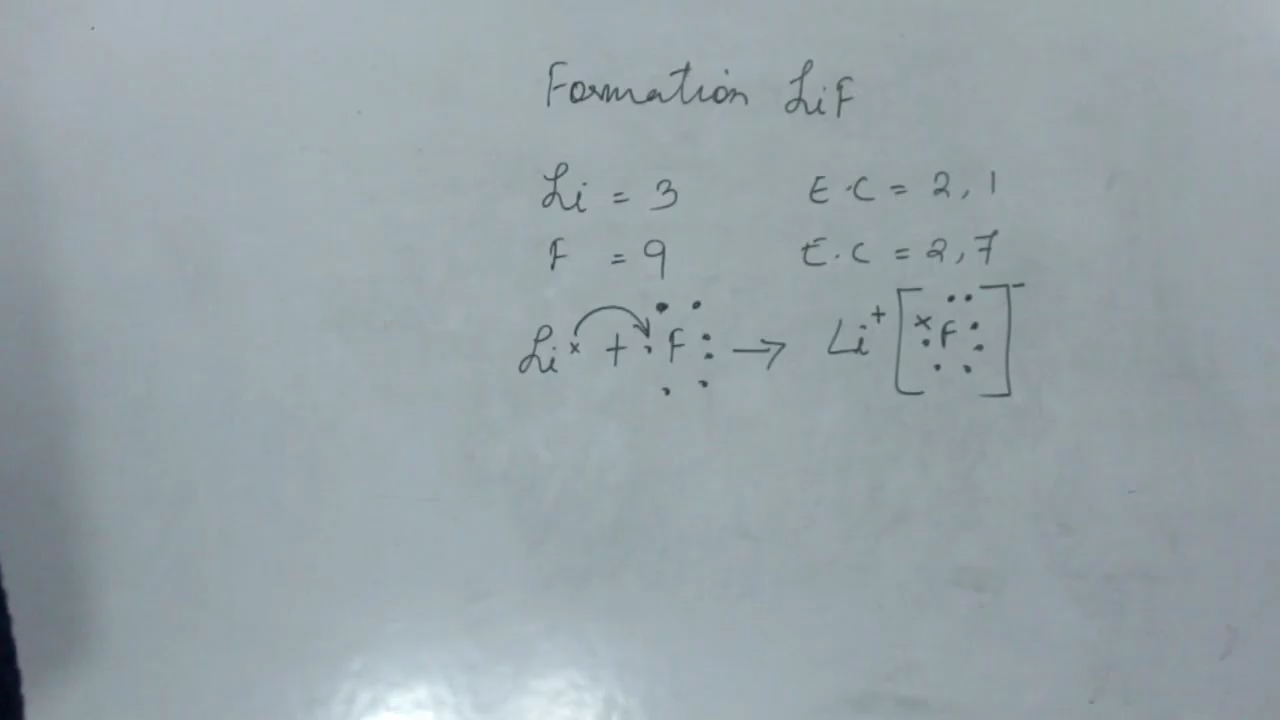 Formation LiF
Li = 3 E.C = 2,1
F = 9 E.C = 2,7
Li× + :F: → Li⁺ [×F:]⁻